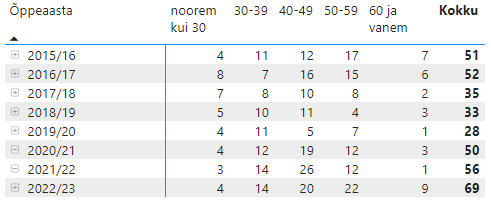 Õppeaasta noorem kui 30 30-39 40-49 50-59 60 ja vanem Kokku
2015/16 4 11 12 17 7 51
2016/17 8 7 16 15 6 52
2017/18 7 8 10 8 2 35
2018/19 5 10 11 4 3 33
2019/20 4 11 5 7 1 28
2020/21 4 12 19 12 3 50
2021/22 3 14 26 12 1 56
2022/23 4 14 20 22 9 69